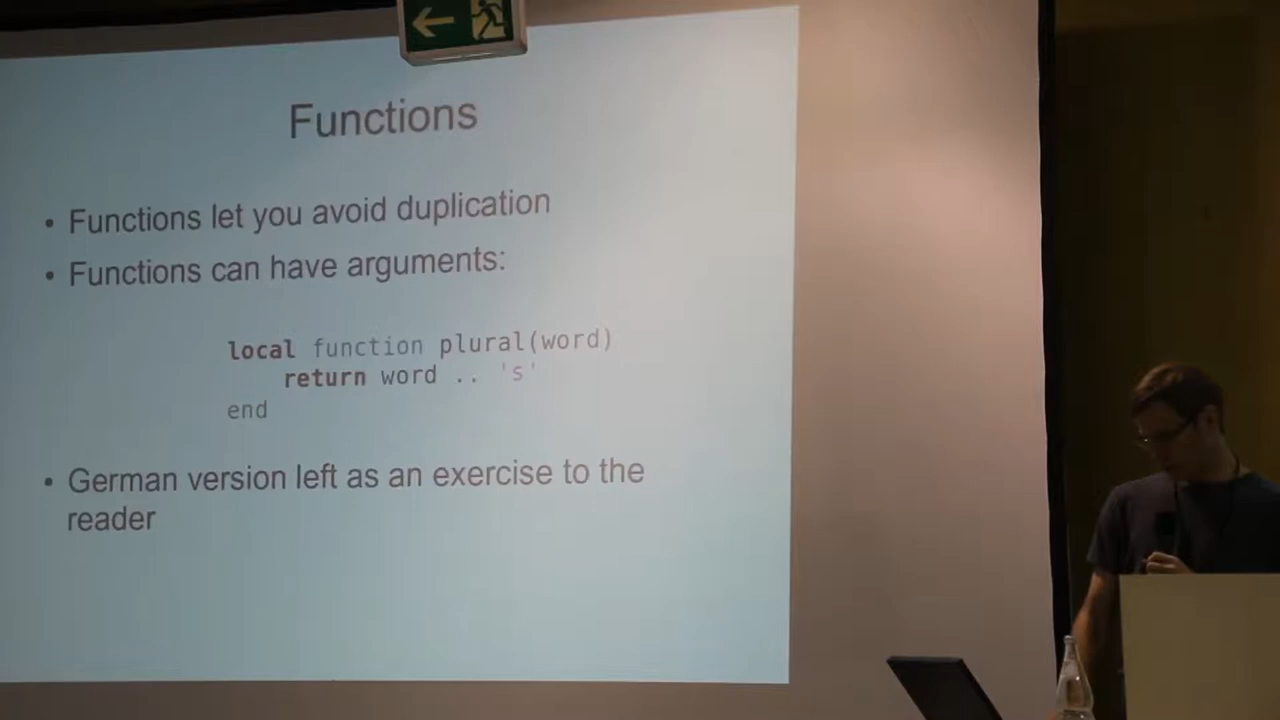 Functions
• Functions let you avoid duplication
• Functions can have arguments:
local function plural(word)
    return word .. 's'
end
• German version left as an exercise to the
reader